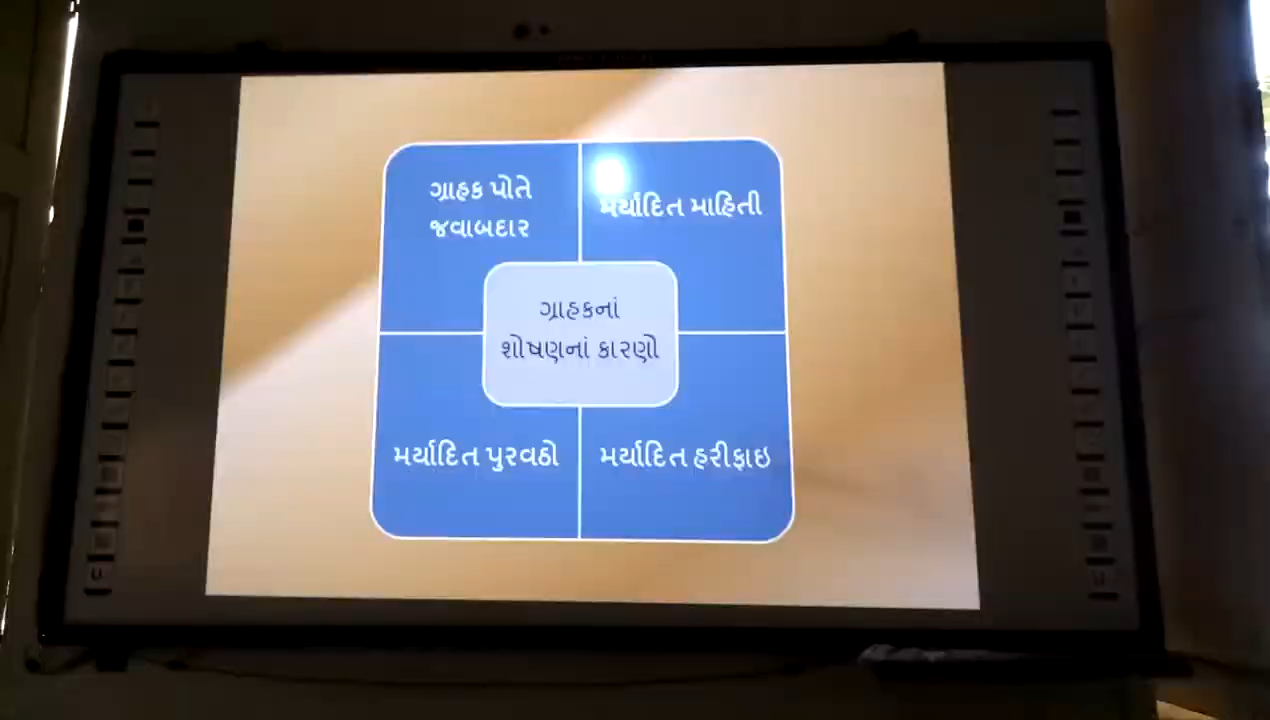 ગ્રાહક પોતે
જવાબદાર
મર્યાદિત માહિતી
ગ્રાહકનાં
શોષણનાં કારણો
મર્યાદિત પુરવઠો
મર્યાદિત હરીફાઇ